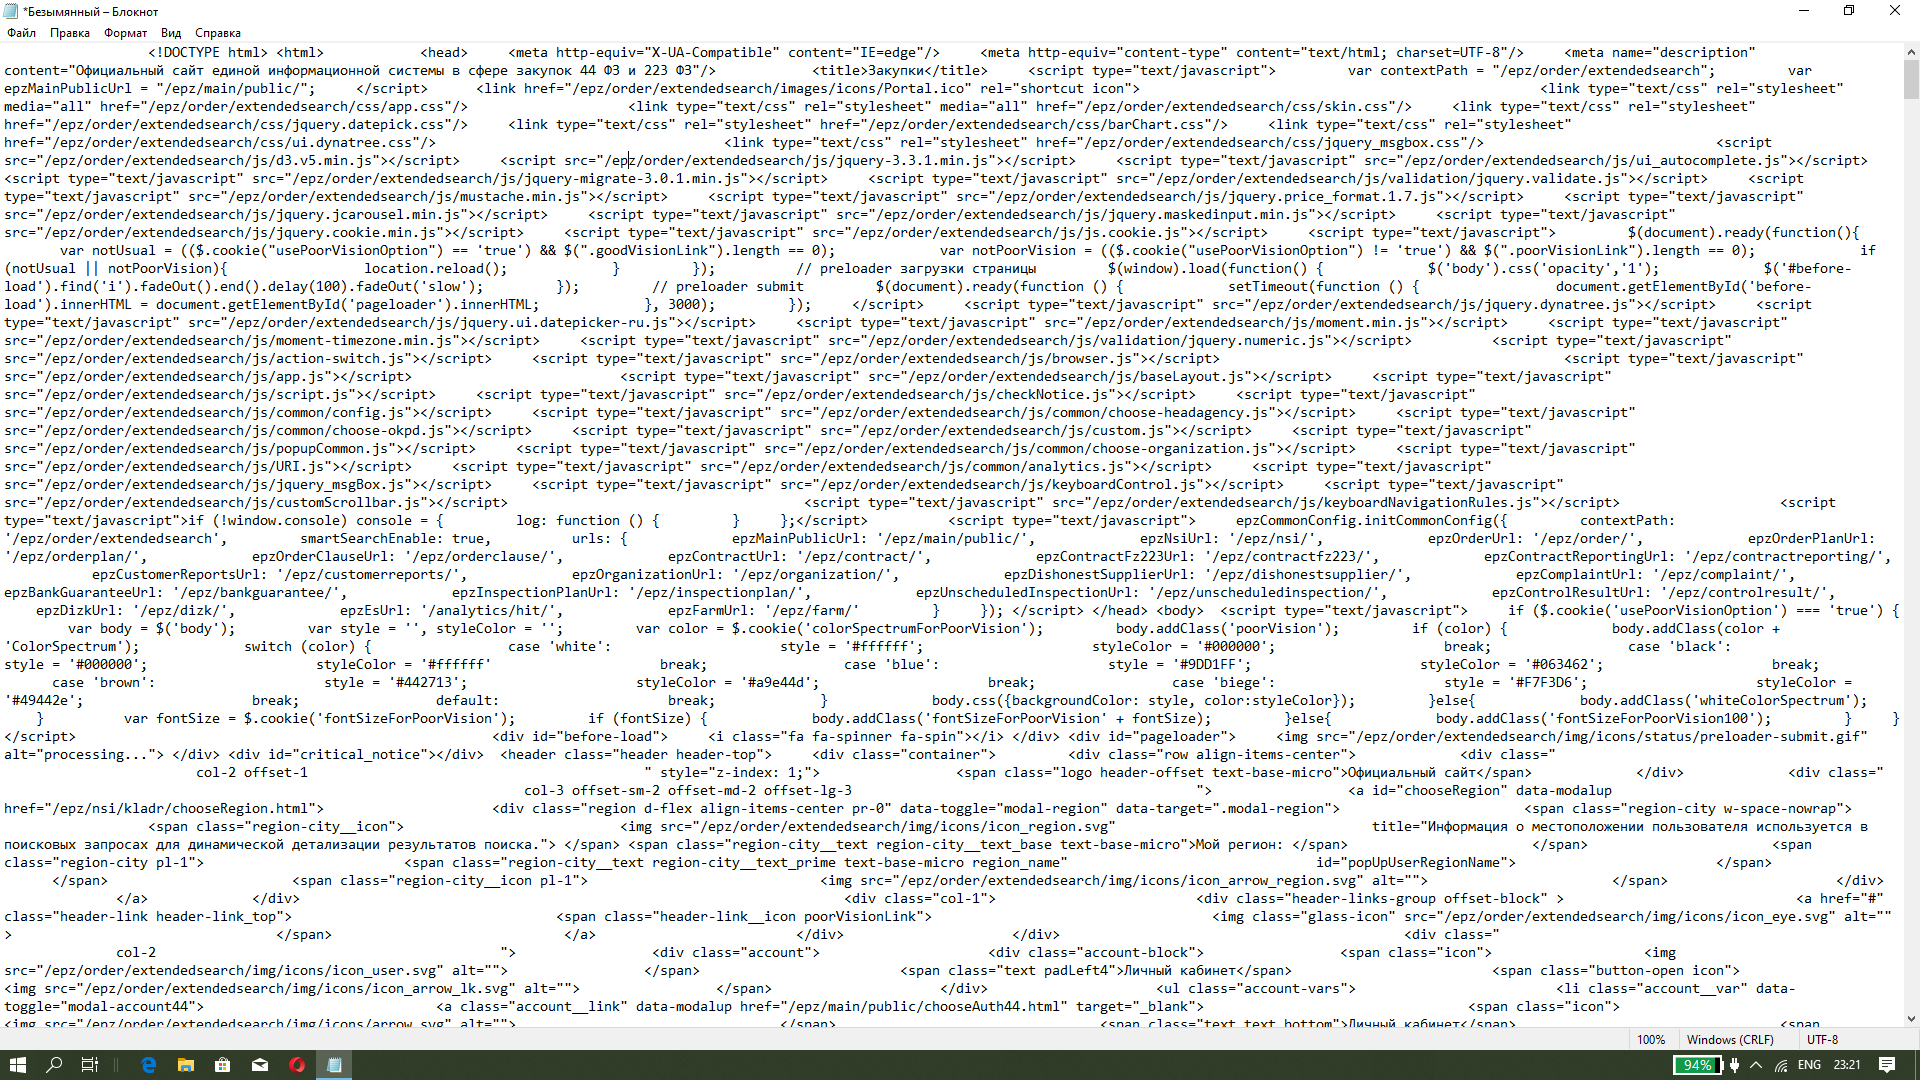 *Безымянный – Блокнот
Файл Правка Формат Вид Справка
<!DOCTYPE html> <html> <head> <meta http-equiv="X-UA-Compatible" content="IE=edge"/> <meta http-equiv="content-type" content="text/html; charset=UTF-8"/> <meta name="description"
content="Официальный сайт единой информационной системы в сфере закупок 44 ФЗ и 223 ФЗ"/> <title>Закупки</title> <script type="text/javascript"> var contextPath = "/epz/order/extendedsearch"; var
epzMainPublicUrl = "/epz/main/public/"; </script> <link href="/epz/order/extendedsearch/images/icons/Portal.ico" rel="shortcut icon"> <link type="text/css" rel="stylesheet"
media="all" href="/epz/order/extendedsearch/css/app.css"/> <link type="text/css" rel="stylesheet" media="all" href="/epz/order/extendedsearch/css/skin.css"/> <link type="text/css" rel="stylesheet"
href="/epz/order/extendedsearch/css/jquery.datepick.css"/> <link type="text/css" rel="stylesheet" href="/epz/order/extendedsearch/css/barChart.css"/> <link type="text/css" rel="stylesheet"
href="/epz/order/extendedsearch/css/ui.dynatree.css"/> <link type="text/css" rel="stylesheet" href="/epz/order/extendedsearch/css/jquery_msgbox.css"/> <script
src="/epz/order/extendedsearch/js/d3.v5.min.js"></script> <script src="/epz/order/extendedsearch/js/jquery-3.3.1.min.js"></script> <script type="text/javascript" src="/epz/order/extendedsearch/js/ui_autocomplete.js"></script>
<script type="text/javascript" src="/epz/order/extendedsearch/js/jquery-migrate-3.0.1.min.js"></script> <script type="text/javascript" src="/epz/order/extendedsearch/js/validation/jquery.validate.js"></script> <script
type="text/javascript" src="/epz/order/extendedsearch/js/mustache.min.js"></script> <script type="text/javascript" src="/epz/order/extendedsearch/js/jquery.price_format.1.7.js"></script> <script type="text/javascript"
src="/epz/order/extendedsearch/js/jquery.jcarousel.min.js"></script> <script type="text/javascript" src="/epz/order/extendedsearch/js/jquery.maskedinput.min.js"></script> <script type="text/javascript"
src="/epz/order/extendedsearch/js/jquery.cookie.min.js"></script> <script type="text/javascript" src="/epz/order/extendedsearch/js/js.cookie.js"></script> <script type="text/javascript"> $(document).ready(function(){
var notUsual = (($.cookie("usePoorVisionOption") == 'true') && $(".goodVisionLink").length == 0); var notPoorVision = (($.cookie("usePoorVisionOption") != 'true') && $(".poorVisionLink").length == 0); if
(notUsual || notPoorVision){ location.reload(); } }); // preloader загрузки страницы $(window).load(function() { $('body').css('opacity','1'); $('#before-
load').find('i').fadeOut().end().delay(100).fadeOut('slow'); }); // preloader submit $(document).ready(function () { setTimeout(function () { document.getElementById('before-
load').innerHTML = document.getElementById('pageloader').innerHTML; }, 3000); }); </script> <script type="text/javascript" src="/epz/order/extendedsearch/js/jquery.dynatree.js"></script> <script
type="text/javascript" src="/epz/order/extendedsearch/js/jquery.ui.datepicker-ru.js"></script> <script type="text/javascript" src="/epz/order/extendedsearch/js/moment.min.js"></script> <script type="text/javascript"
src="/epz/order/extendedsearch/js/moment-timezone.min.js"></script> <script type="text/javascript" src="/epz/order/extendedsearch/js/validation/jquery.numeric.js"></script> <script type="text/javascript"
src="/epz/order/extendedsearch/js/action-switch.js"></script> <script type="text/javascript" src="/epz/order/extendedsearch/js/browser.js"></script> <script type="text/javascript"
src="/epz/order/extendedsearch/js/app.js"></script> <script type="text/javascript" src="/epz/order/extendedsearch/js/baseLayout.js"></script> <script type="text/javascript"
src="/epz/order/extendedsearch/js/script.js"></script> <script type="text/javascript" src="/epz/order/extendedsearch/js/checkNotice.js"></script> <script type="text/javascript"
src="/epz/order/extendedsearch/js/common/config.js"></script> <script type="text/javascript" src="/epz/order/extendedsearch/js/common/choose-headagency.js"></script> <script type="text/javascript"
src="/epz/order/extendedsearch/js/common/choose-okpd.js"></script> <script type="text/javascript" src="/epz/order/extendedsearch/js/custom.js"></script> <script type="text/javascript"
src="/epz/order/extendedsearch/js/popupCommon.js"></script> <script type="text/javascript" src="/epz/order/extendedsearch/js/common/choose-organization.js"></script> <script type="text/javascript"
src="/epz/order/extendedsearch/js/URI.js"></script> <script type="text/javascript" src="/epz/order/extendedsearch/js/common/analytics.js"></script> <script type="text/javascript"
src="/epz/order/extendedsearch/js/jquery_msgBox.js"></script> <script type="text/javascript" src="/epz/order/extendedsearch/js/keyboardControl.js"></script> <script type="text/javascript"
src="/epz/order/extendedsearch/js/customScrollbar.js"></script> <script type="text/javascript" src="/epz/order/extendedsearch/js/keyboardNavigationRules.js"></script> <script
type="text/javascript">if (!window.console) console = { log: function () { } };</script> <script type="text/javascript"> epzCommonConfig.initCommonConfig({ contextPath:
'/epz/order/extendedsearch', smartSearchEnable: true, urls: { epzMainPublicUrl: '/epz/main/public/', epzNsiUrl: '/epz/nsi/', epzOrderUrl: '/epz/order/', epzOrderPlanUrl:
'/epz/orderplan/', epzOrderClauseUrl: '/epz/orderclause/', epzContractUrl: '/epz/contract/', epzContractFz223Url: '/epz/contractfz223/', epzContractReportingUrl: '/epz/contractreporting/',
epzCustomerReportsUrl: '/epz/customerreports/', epzOrganizationUrl: '/epz/organization/', epzDishonestSupplierUrl: '/epz/dishonestsupplier/', epzComplaintUrl: '/epz/complaint/',
epzBankGuaranteeUrl: '/epz/bankguarantee/', epzInspectionPlanUrl: '/epz/inspectionplan/', epzUnscheduledInspectionUrl: '/epz/unscheduledinspection/', epzControlResultUrl: '/epz/controlresult/',
epzDizkUrl: '/epz/dizk/', epzEsUrl: '/analytics/hit/', epzFarmUrl: '/epz/farm/' } }); </script> </head> <body> <script type="text/javascript"> if ($.cookie('usePoorVisionOption') === 'true') {
var body = $('body'); var style = '', styleColor = ''; var color = $.cookie('colorSpectrumForPoorVision'); body.addClass('poorVision'); if (color) { body.addClass(color +
'ColorSpectrum'); switch (color) { case 'white': style = '#ffffff'; styleColor = '#000000'; break; case 'black':
style = '#000000'; styleColor = '#ffffff' break; case 'blue': style = '#9DD1FF'; styleColor = '#063462'; break;
case 'brown': style = '#442713'; styleColor = '#a9e44d'; break; case 'biege': style = '#F7F3D6'; styleColor =
'#49442e'; break; default: break; } body.css({backgroundColor: style, color:styleColor}); }else{ body.addClass('whiteColorSpectrum');
} var fontSize = $.cookie('fontSizeForPoorVision'); if (fontSize) { body.addClass('fontSizeForPoorVision' + fontSize); }else{ body.addClass('fontSizeForPoorVision100'); } }
</script> <div id="before-load"> <i class="fa fa-spinner fa-spin"></i> </div> <div id="pageloader"> <img src="/epz/order/extendedsearch/img/icons/status/preloader-submit.gif"
alt="processing..."> </div> <div id="critical_notice"></div> <header class="header header-top"> <div class="container"> <div class="row align-items-center"> <div class="
col-2 offset-1 " style="z-index: 1;"> <span class="logo header-offset text-base-micro">Официальный сайт</span> </div> <div class="
col-3 offset-sm-2 offset-md-2 offset-lg-3 "> <a id="chooseRegion" data-modalup
href="/epz/nsi/kladr/chooseRegion.html"> <div class="region d-flex align-items-center pr-0" data-toggle="modal-region" data-target=".modal-region"> <span class="region-city w-space-nowrap">
<span class="region-city__icon"> <img src="/epz/order/extendedsearch/img/icons/icon_region.svg" title="Информация о местоположении пользователя используется в
поисковых запросах для динамической детализации результатов поиска."> </span> <span class="region-city__text region-city__text_base text-base-micro">Мой регион: </span> </span> <span
class="region-city pl-1"> <span class="region-city__text region-city__text_prime text-base-micro region_name" id="popUpUserRegionName"> </span>
</span> <span class="region-city__icon pl-1"> <img src="/epz/order/extendedsearch/img/icons/icon_arrow_region.svg" alt=""> </span> </div>
</a> </div> <div class="col-1"> <div class="header-links-group offset-block" > <a href="#"
class="header-link header-link_top"> <span class="header-link__icon poorVisionLink"> <img class="glass-icon" src="/epz/order/extendedsearch/img/icons/icon_eye.svg" alt=""
> </span> </a> </div> </div> <div class="
col-2 "> <div class="account"> <div class="account-block"> <span class="icon"> <img
src="/epz/order/extendedsearch/img/icons/icon_user.svg" alt=""> </span> <span class="text padLeft4">Личный кабинет</span> <span class="button-open icon">
<img src="/epz/order/extendedsearch/img/icons/icon_arrow_lk.svg" alt=""> </span> </div> <ul class="account-vars"> <li class="account__var" data-
toggle="modal-account44"> <a class="account__link" data-modalup href="/epz/main/public/chooseAuth44.html" target="_blank"> <span class="icon">
<img src="/epz/order/extendedsearch/img/icons/arrow.svg" alt=""> </span> <span class="text text_bottom">Личный кабинет</span> <span
100% Windows (CRLF) UTF-8
94% ENG 23:21